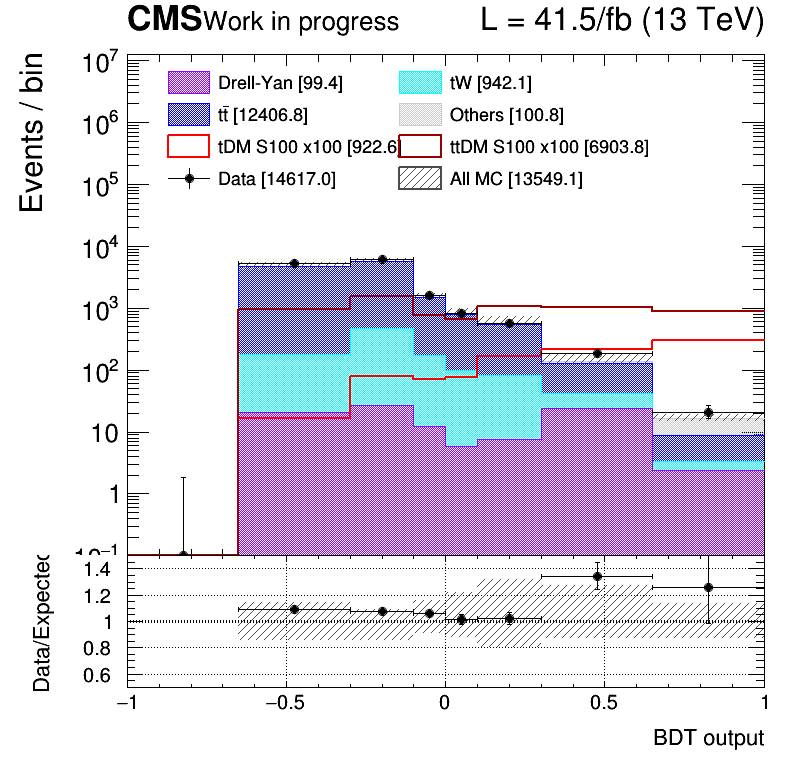 CMS Work in progress L = 41.5/fb (13 TeV)
Events / bin
10⁷
10⁶
10⁵
10⁴
10³
10²
10
1
10⁻¹
Drell-Yan [99.4] tW [942.1]
tt̄ [12406.8] Others [100.8]
tDM S100 x100 [922.6] ttDM S100 x100 [6903.8]
Data [14617.0] All MC [13549.1]
Data/Expected
1.4
1.2
1
0.8
0.6
−1 −0.5 0 0.5 1
BDT output